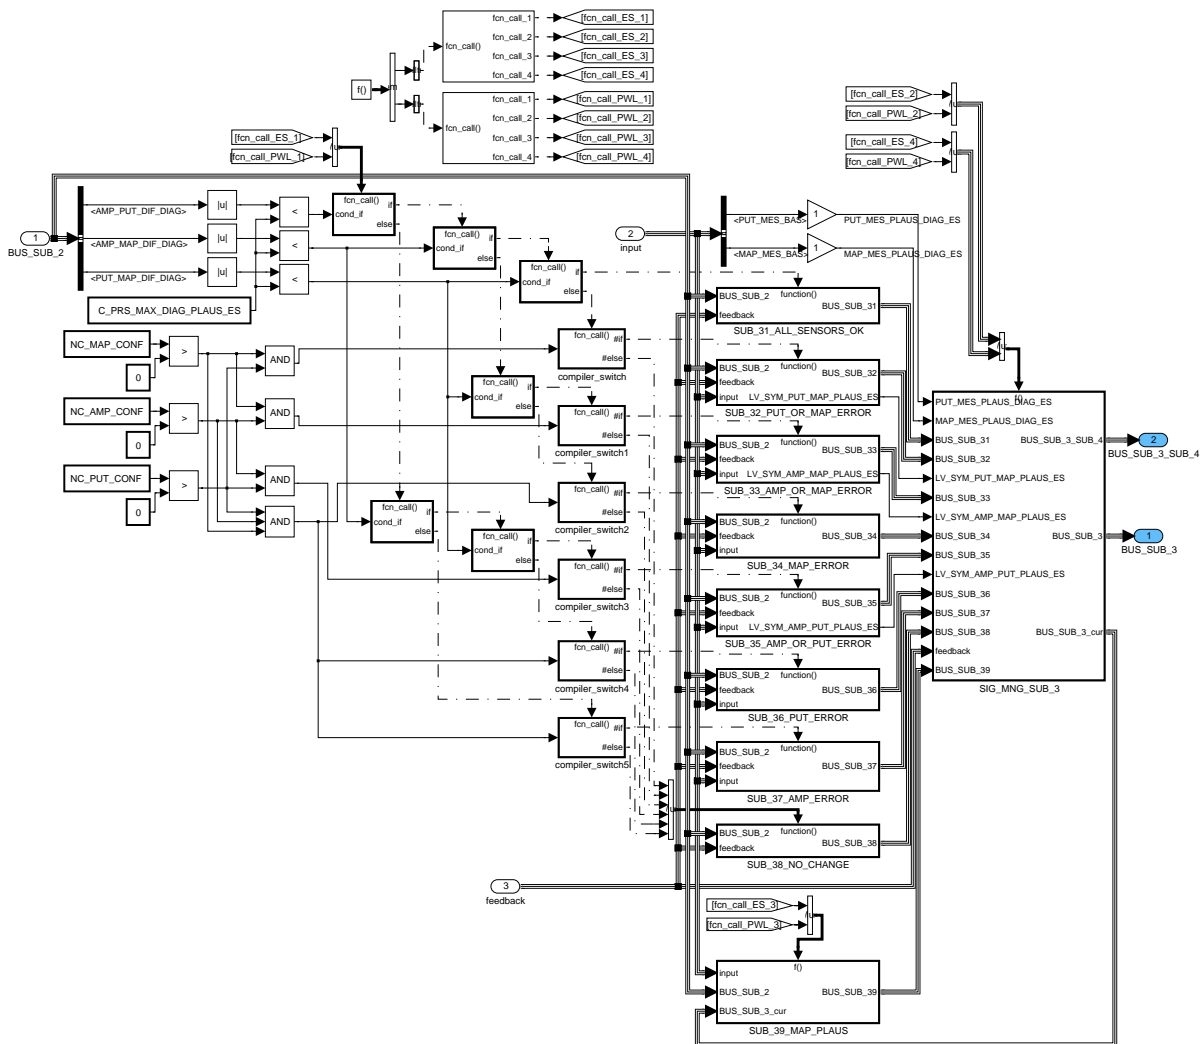 fcn_call()
fcn_call_1
fcn_call_2
fcn_call_3
fcn_call_4
[fcn_call_ES_1]
[fcn_call_ES_2]
[fcn_call_ES_3]
[fcn_call_ES_4]
f()
fcn_call()
fcn_call_1
fcn_call_2
fcn_call_3
fcn_call_4
[fcn_call_PWL_1]
[fcn_call_PWL_2]
[fcn_call_PWL_3]
[fcn_call_PWL_4]
[fcn_call_ES_2]
[fcn_call_PWL_2]
[fcn_call_ES_4]
[fcn_call_PWL_4]
[fcn_call_ES_1]
[fcn_call_PWL_1]
1
BUS_SUB_2
<AMP_PUT_DIF_DIAG>
<AMP_MAP_DIF_DIAG>
<PUT_MAP_DIF_DIAG>
|u|
|u|
|u|
<
<
<
C_PRS_MAX_DIAG_PLAUS_ES
fcn_call()
cond_if
if
else
fcn_call()
cond_if
if
else
fcn_call()
cond_if
if
else
2
input
<PUT_MES_BAS>
<MAP_MES_BAS>
1
1
PUT_MES_PLAUS_DIAG_ES
MAP_MES_PLAUS_DIAG_ES
NC_MAP_CONF
0
>
AND
NC_AMP_CONF
0
>
AND
NC_PUT_CONF
0
>
AND
AND
fcn_call()
#if
#else
compiler_switch
fcn_call()
cond_if
if
else
fcn_call()
#if
#else
compiler_switch1
fcn_call()
#if
#else
compiler_switch2
fcn_call()
cond_if
if
else
fcn_call()
cond_if
if
else
fcn_call()
#if
#else
compiler_switch3
fcn_call()
#if
#else
compiler_switch4
fcn_call()
#if
#else
compiler_switch5
BUS_SUB_2
function()
BUS_SUB_31
feedback
SUB_31_ALL_SENSORS_OK
BUS_SUB_2
function()
BUS_SUB_32
feedback
input
LV_SYM_PUT_MAP_PLAUS_ES
SUB_32_PUT_OR_MAP_ERROR
BUS_SUB_2
function()
BUS_SUB_33
feedback
input
LV_SYM_AMP_MAP_PLAUS_ES
SUB_33_AMP_OR_MAP_ERROR
BUS_SUB_2
function()
BUS_SUB_34
feedback
input
SUB_34_MAP_ERROR
BUS_SUB_2
function()
BUS_SUB_35
feedback
input
LV_SYM_AMP_PUT_PLAUS_ES
SUB_35_AMP_OR_PUT_ERROR
BUS_SUB_2
function()
BUS_SUB_36
feedback
input
SUB_36_PUT_ERROR
BUS_SUB_2
function()
BUS_SUB_37
feedback
input
SUB_37_AMP_ERROR
BUS_SUB_2
function()
BUS_SUB_38
feedback
SUB_38_NO_CHANGE
3
feedback
[fcn_call_ES_3]
[fcn_call_PWL_3]
f()
input
BUS_SUB_2
BUS_SUB_39
BUS_SUB_3_cur
SUB_39_MAP_PLAUS
f()
PUT_MES_PLAUS_DIAG_ES
MAP_MES_PLAUS_DIAG_ES
BUS_SUB_31
BUS_SUB_32
LV_SYM_PUT_MAP_PLAUS_ES
BUS_SUB_33
LV_SYM_AMP_MAP_PLAUS_ES
BUS_SUB_34
BUS_SUB_35
LV_SYM_AMP_PUT_PLAUS_ES
BUS_SUB_36
BUS_SUB_37
BUS_SUB_38
feedback
BUS_SUB_39
BUS_SUB_3_SUB_4
BUS_SUB_3
BUS_SUB_3_cur
SIG_MNG_SUB_3
2
BUS_SUB_3_SUB_4
1
BUS_SUB_3